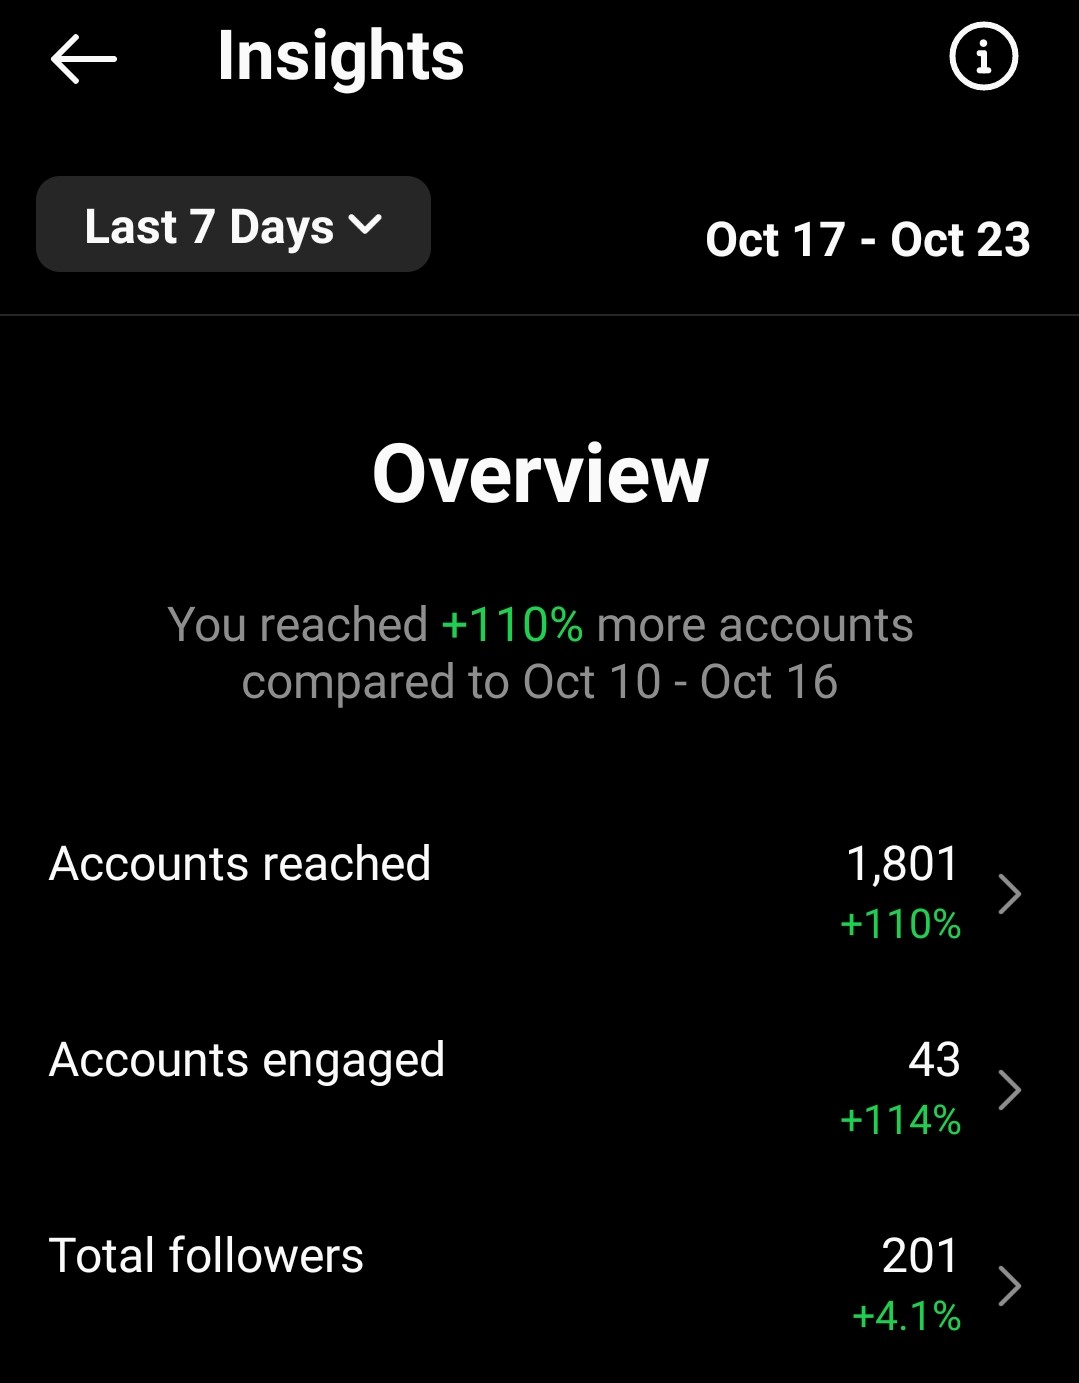 Insights
Last 7 Days
Oct 17 - Oct 23
Overview
You reached +110% more accounts
compared to Oct 10 - Oct 16
Accounts reached
1,801
+110%
Accounts engaged
43
+114%
Total followers
201
+4.1%